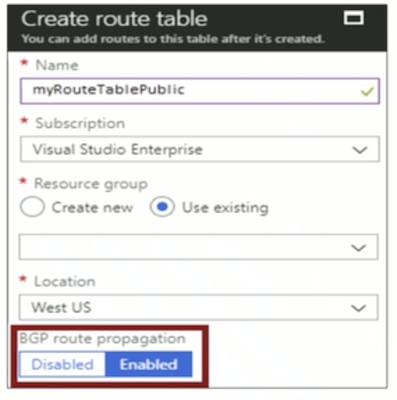 Create route table
You can add routes to this table after it's created.
* Name
myRouteTablePublic
* Subscription
Visual Studio Enterprise
* Resource group
Create new Use existing
* Location
West US
BGP route propagation
Disabled Enabled